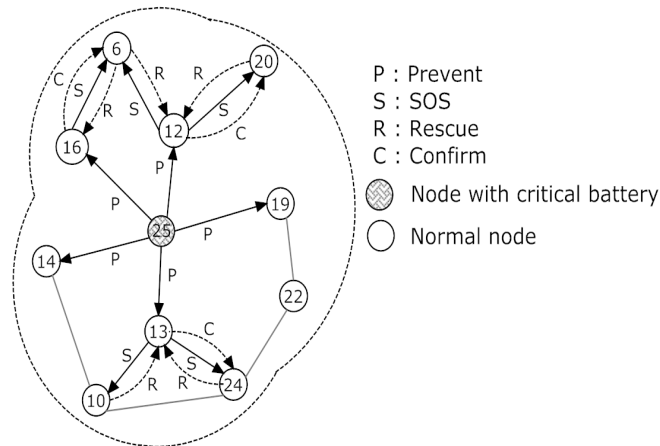 6
20
C
S
R
R
S
R
S
C
12
16
P
P
19
25
P
P
14
P
22
13
C
S
S
R
R
24
10
P : Prevent
S : SOS
R : Rescue
C : Confirm
Node with critical battery
Normal node